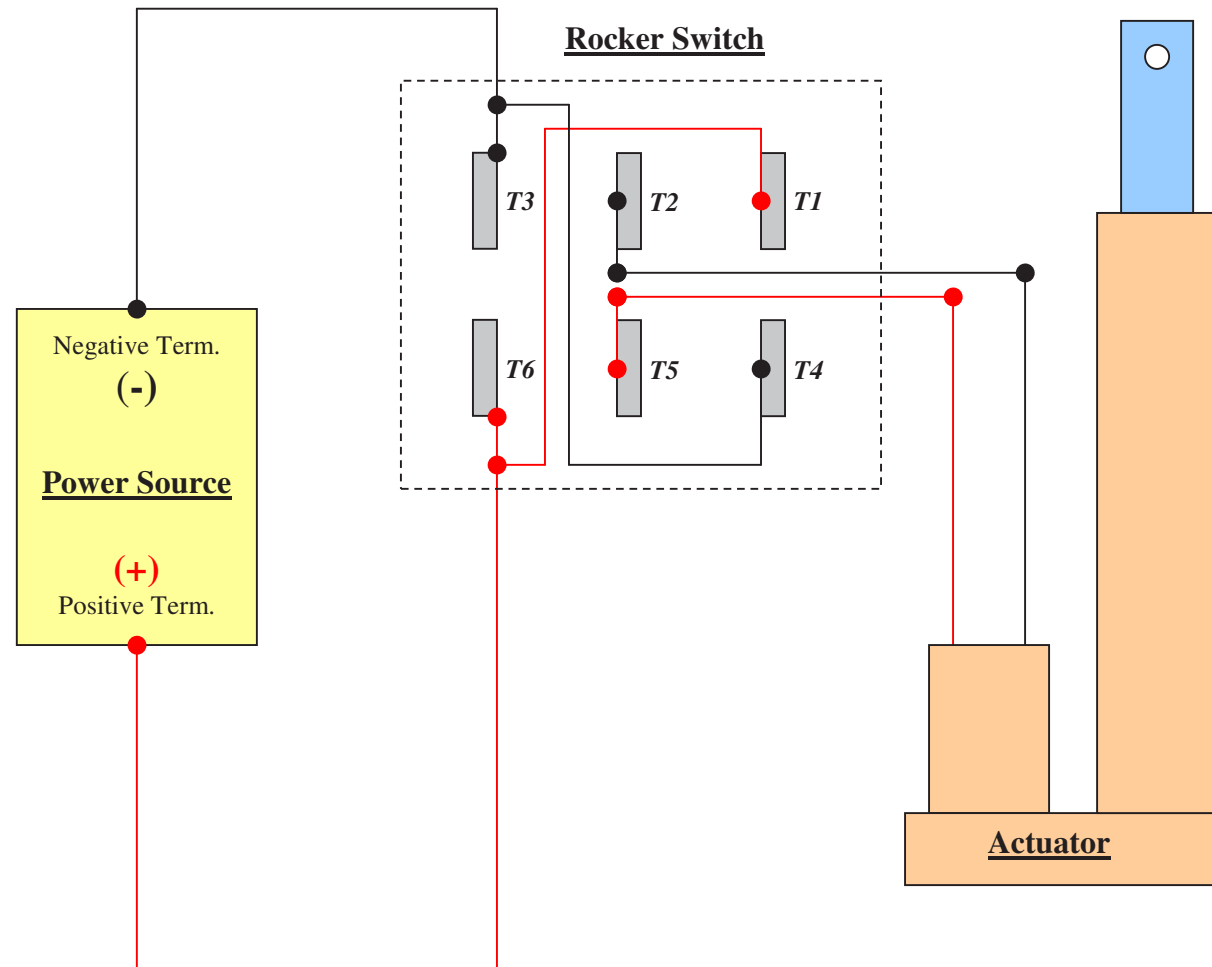 Rocker Switch
T3
T2
T1
T6
T5
T4
Negative Term.
(-)
Power Source
(+)
Positive Term.
Actuator